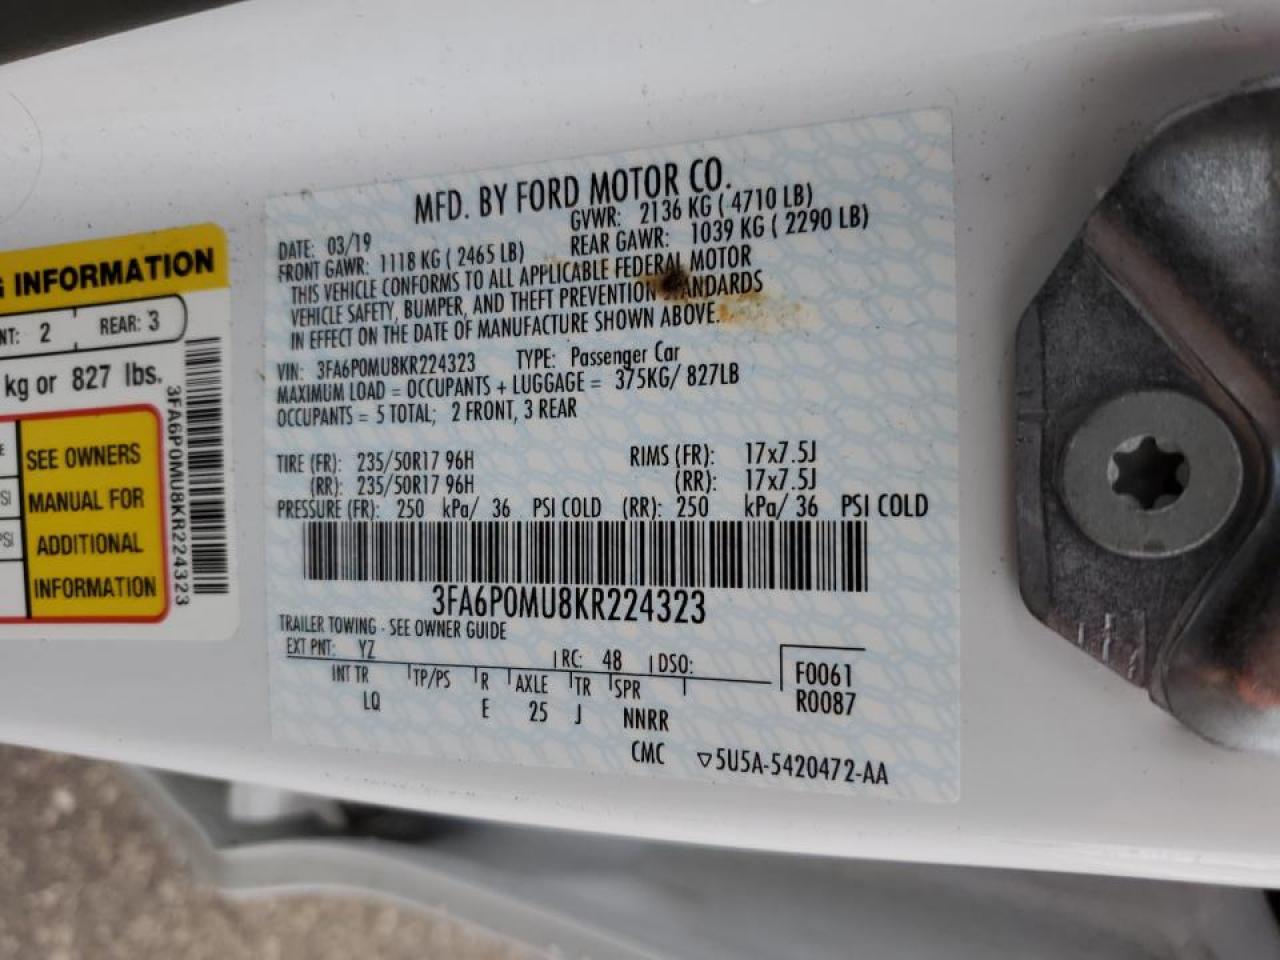 G INFORMATION
NT: 2 REAR: 3
kg or 827 lbs.
SEE OWNERS
MANUAL FOR
ADDITIONAL
INFORMATION
3FA6P0MU8KR224323
MFD. BY FORD MOTOR CO.
DATE: 03/19 GVWR: 2136 KG ( 4710 LB)
FRONT GAWR: 1118 KG ( 2465 LB) REAR GAWR: 1039 KG ( 2290 LB)
THIS VEHICLE CONFORMS TO ALL APPLICABLE FEDERAL MOTOR
VEHICLE SAFETY, BUMPER, AND THEFT PREVENTION STANDARDS
IN EFFECT ON THE DATE OF MANUFACTURE SHOWN ABOVE.
VIN: 3FA6P0MU8KR224323 TYPE: Passenger Car
MAXIMUM LOAD = OCCUPANTS + LUGGAGE = 375KG/ 827LB
OCCUPANTS = 5 TOTAL; 2 FRONT, 3 REAR
TIRE (FR): 235/50R17 96H RIMS (FR): 17x7.5J
(RR): 235/50R17 96H (RR): 17x7.5J
PRESSURE (FR): 250 kPa/ 36 PSI COLD (RR): 250 kPa/ 36 PSI COLD
3FA6P0MU8KR224323
TRAILER TOWING - SEE OWNER GUIDE
EXT PNT: YZ RC: 48 DSO: F0061
INT TR TP/PS R AXLE TR SPR R0087
LQ E 25 J NNRR
CMC ▽5U5A-5420472-AA